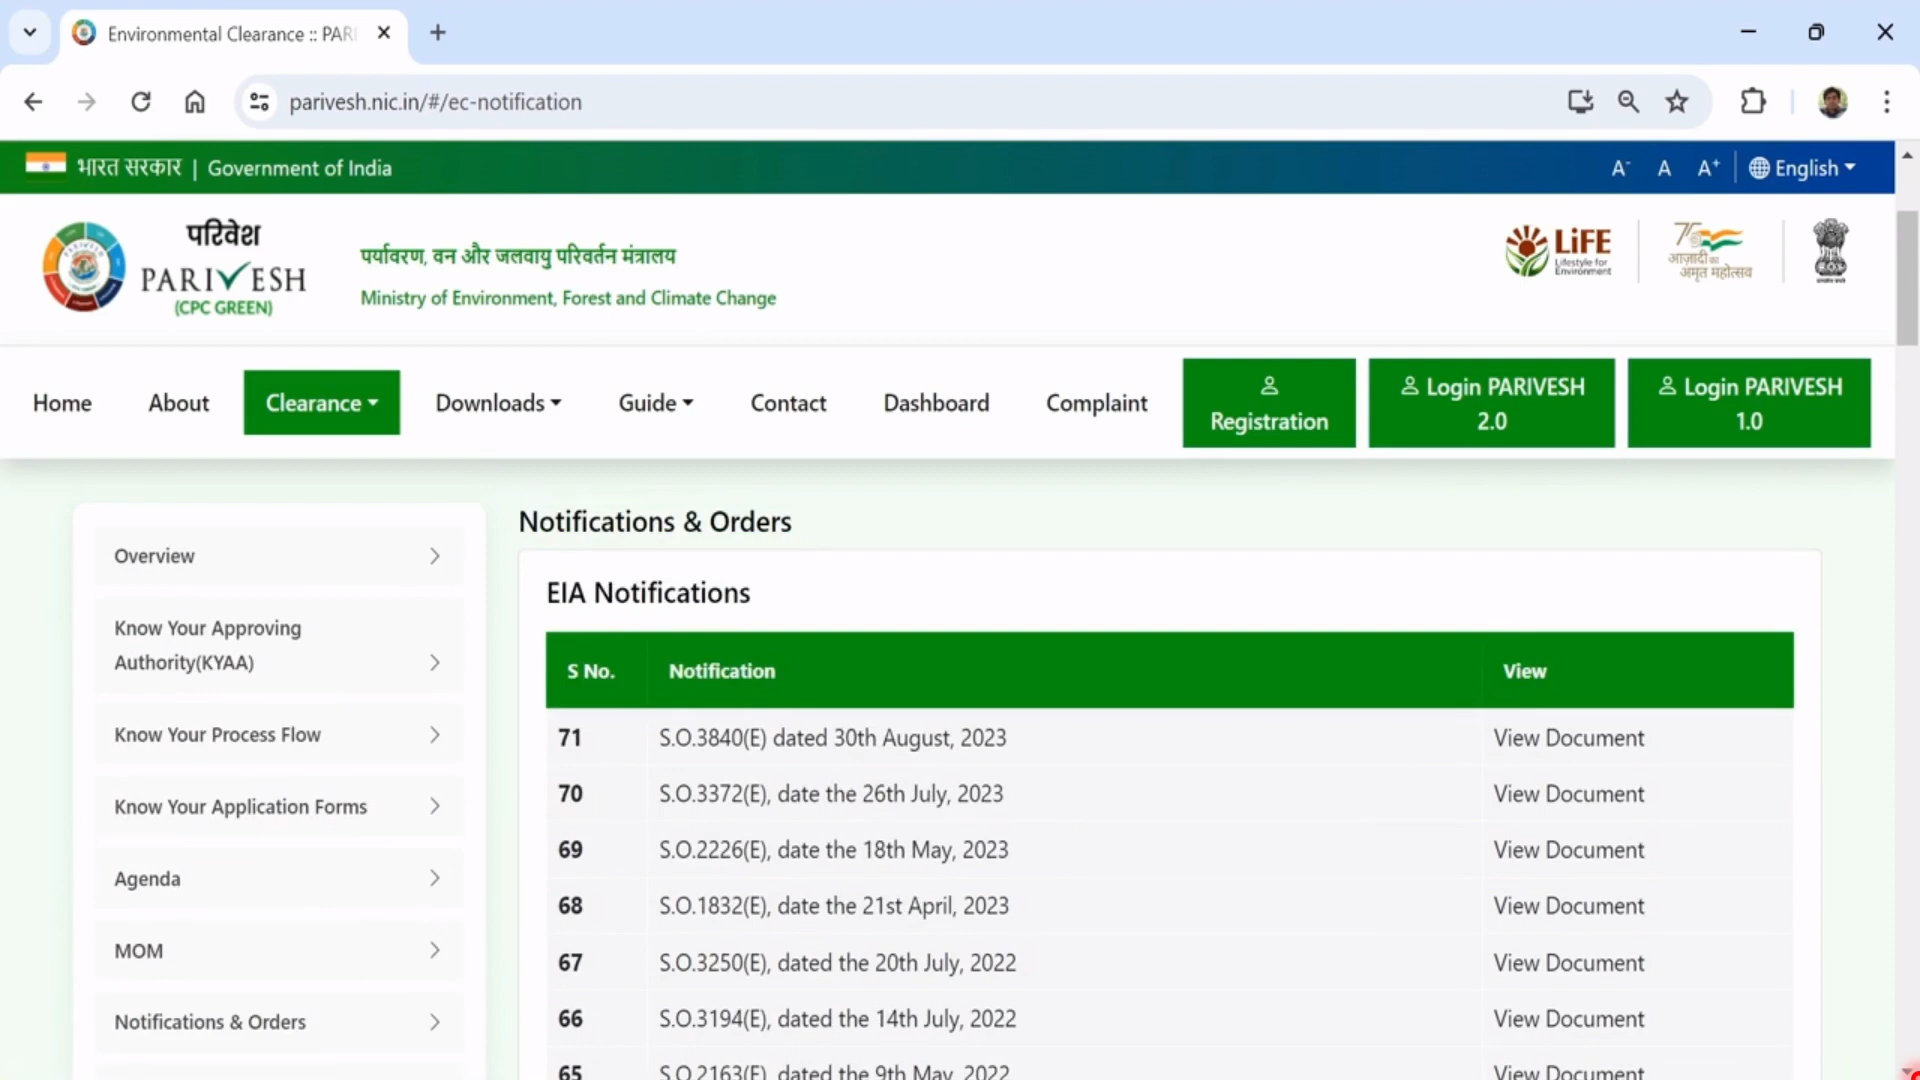 Environmental Clearance :: PARI
parivesh.nic.in/#/ec-notification
भारत सरकार | Government of India
A- A A+ English
परिवेश
PARIVESH
(CPC GREEN)
पर्यावरण, वन और जलवायु परिवर्तन मंत्रालय
Ministry of Environment, Forest and Climate Change
LiFE
Lifestyle for
Environment
75
आज़ादी का
अमृत महोत्सव
Home About Clearance Downloads Guide Contact Dashboard Complaint
Registration
Login PARIVESH
2.0
Login PARIVESH
1.0
Overview
Know Your Approving
Authority(KYAA)
Know Your Process Flow
Know Your Application Forms
Agenda
MOM
Notifications & Orders
Notifications & Orders
EIA Notifications
S No. Notification View
71 S.O.3840(E) dated 30th August, 2023 View Document
70 S.O.3372(E), date the 26th July, 2023 View Document
69 S.O.2226(E), date the 18th May, 2023 View Document
68 S.O.1832(E), date the 21st April, 2023 View Document
67 S.O.3250(E), dated the 20th July, 2022 View Document
66 S.O.3194(E), dated the 14th July, 2022 View Document
65 S.O.2163(E), dated the 9th May, 2022 View Document